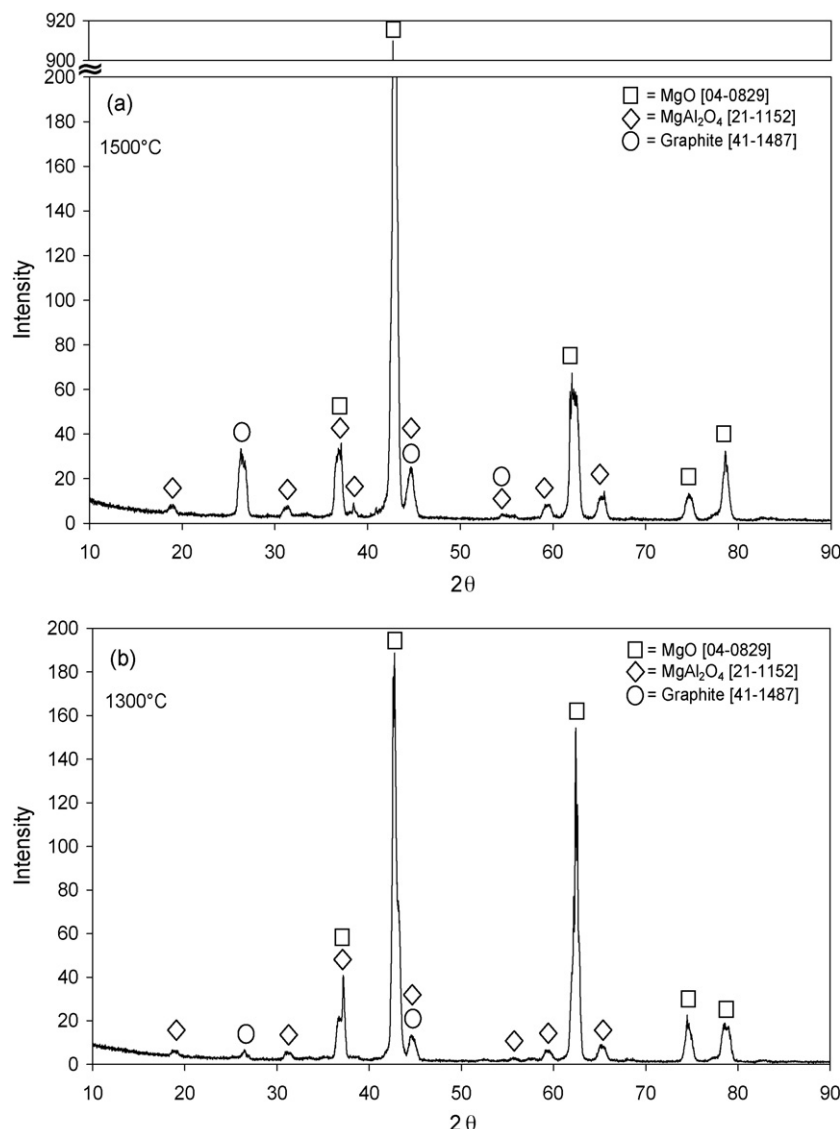 920
900
200
(a)
= MgO [04-0829]
180
= MgAl₂O₄ [21-1152]
160
1500°C
= Graphite [41-1487]
140
120
100
80
60
40
20
0
Intensity
10 20 30 40 50 60 70 80 90
2θ
200
(b)
= MgO [04-0829]
180
= MgAl₂O₄ [21-1152]
1300°C
= Graphite [41-1487]
160
140
120
100
80
60
40
20
0
Intensity
10 20 30 40 50 60 70 80 90
2θ